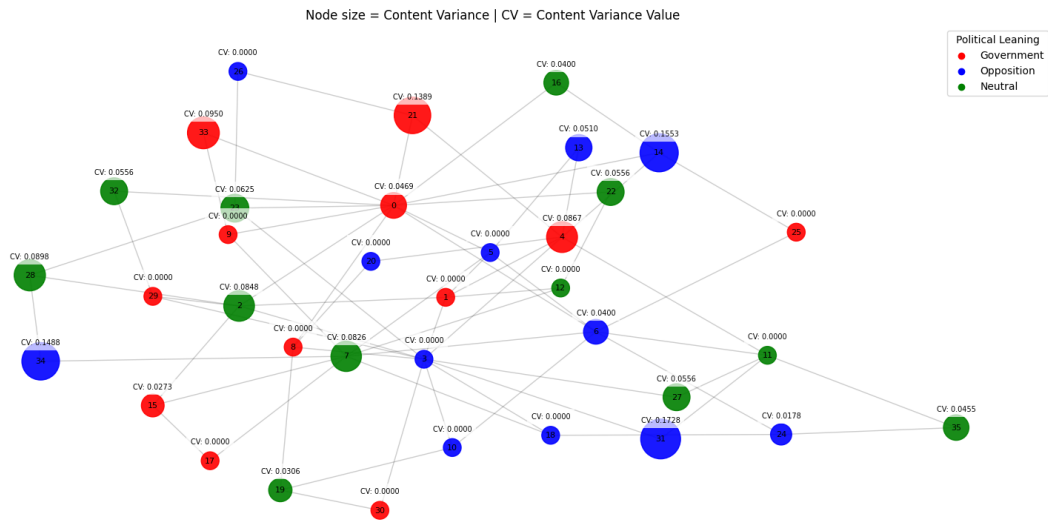 Node size = Content Variance | CV = Content Variance Value
Political Leaning
Government
Opposition
Neutral
CV: 0.0000
26
CV: 0.0400
16
CV: 0.1389
21
CV: 0.0950
33
CV: 0.0510
13
CV: 0.1553
14
CV: 0.0556
32
CV: 0.0625
23
CV: 0.0469
0
CV: 0.0556
22
CV: 0.0000
9
CV: 0.0867
4
CV: 0.0000
25
CV: 0.0000
5
CV: 0.0000
20
CV: 0.0898
28
CV: 0.0000
29
CV: 0.0848
2
CV: 0.0000
1
CV: 0.0000
12
CV: 0.0400
6
CV: 0.1488
34
CV: 0.0000
8
CV: 0.0826
7
CV: 0.0000
3
CV: 0.0000
11
CV: 0.0273
15
CV: 0.0556
27
CV: 0.0000
17
CV: 0.0000
10
CV: 0.0000
18
CV: 0.1728
31
CV: 0.0178
24
CV: 0.0455
35
CV: 0.0306
19
CV: 0.0000
30